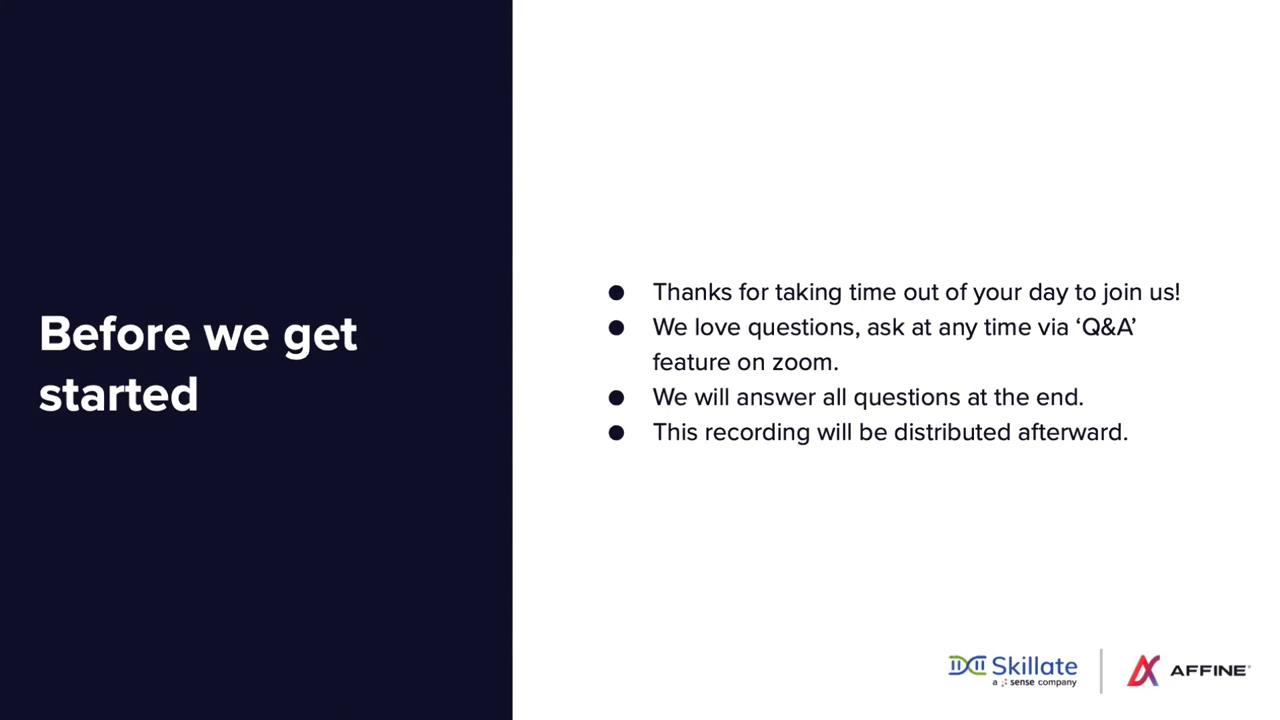 Before we get
started
● Thanks for taking time out of your day to join us!
● We love questions, ask at any time via ‘Q&A’
feature on zoom.
● We will answer all questions at the end.
● This recording will be distributed afterward.
Skillate
a sense company
AFFINE®